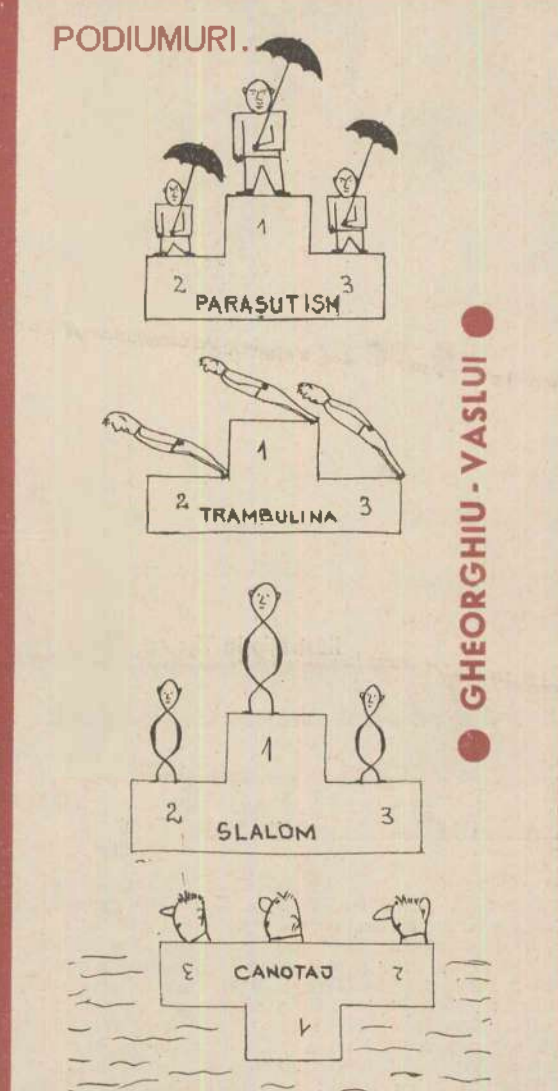 PODIUMURI..
1
2 3
PARAȘUTISM
1
2 3
TRAMBULINA
1
2 3
SLALOM
3 CANOTAJ 2
1
● GHEORGHIU - VASLUI ●